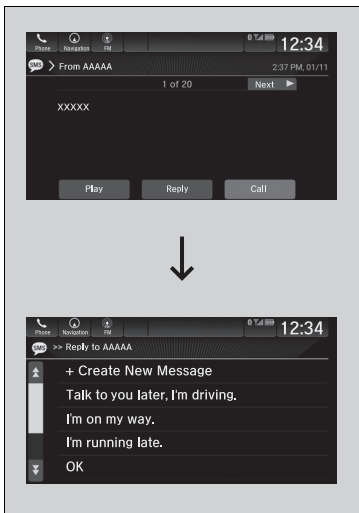 Phone Navigation FM 12:34
SMS > From AAAAA 2:37 PM, 01/11
1 of 20 Next
XXXXX
Play Reply Call
Phone Navigation FM 12:34
SMS >> Reply to AAAAA
+ Create New Message
Talk to you later, I'm driving.
I'm on my way.
I'm running late.
OK